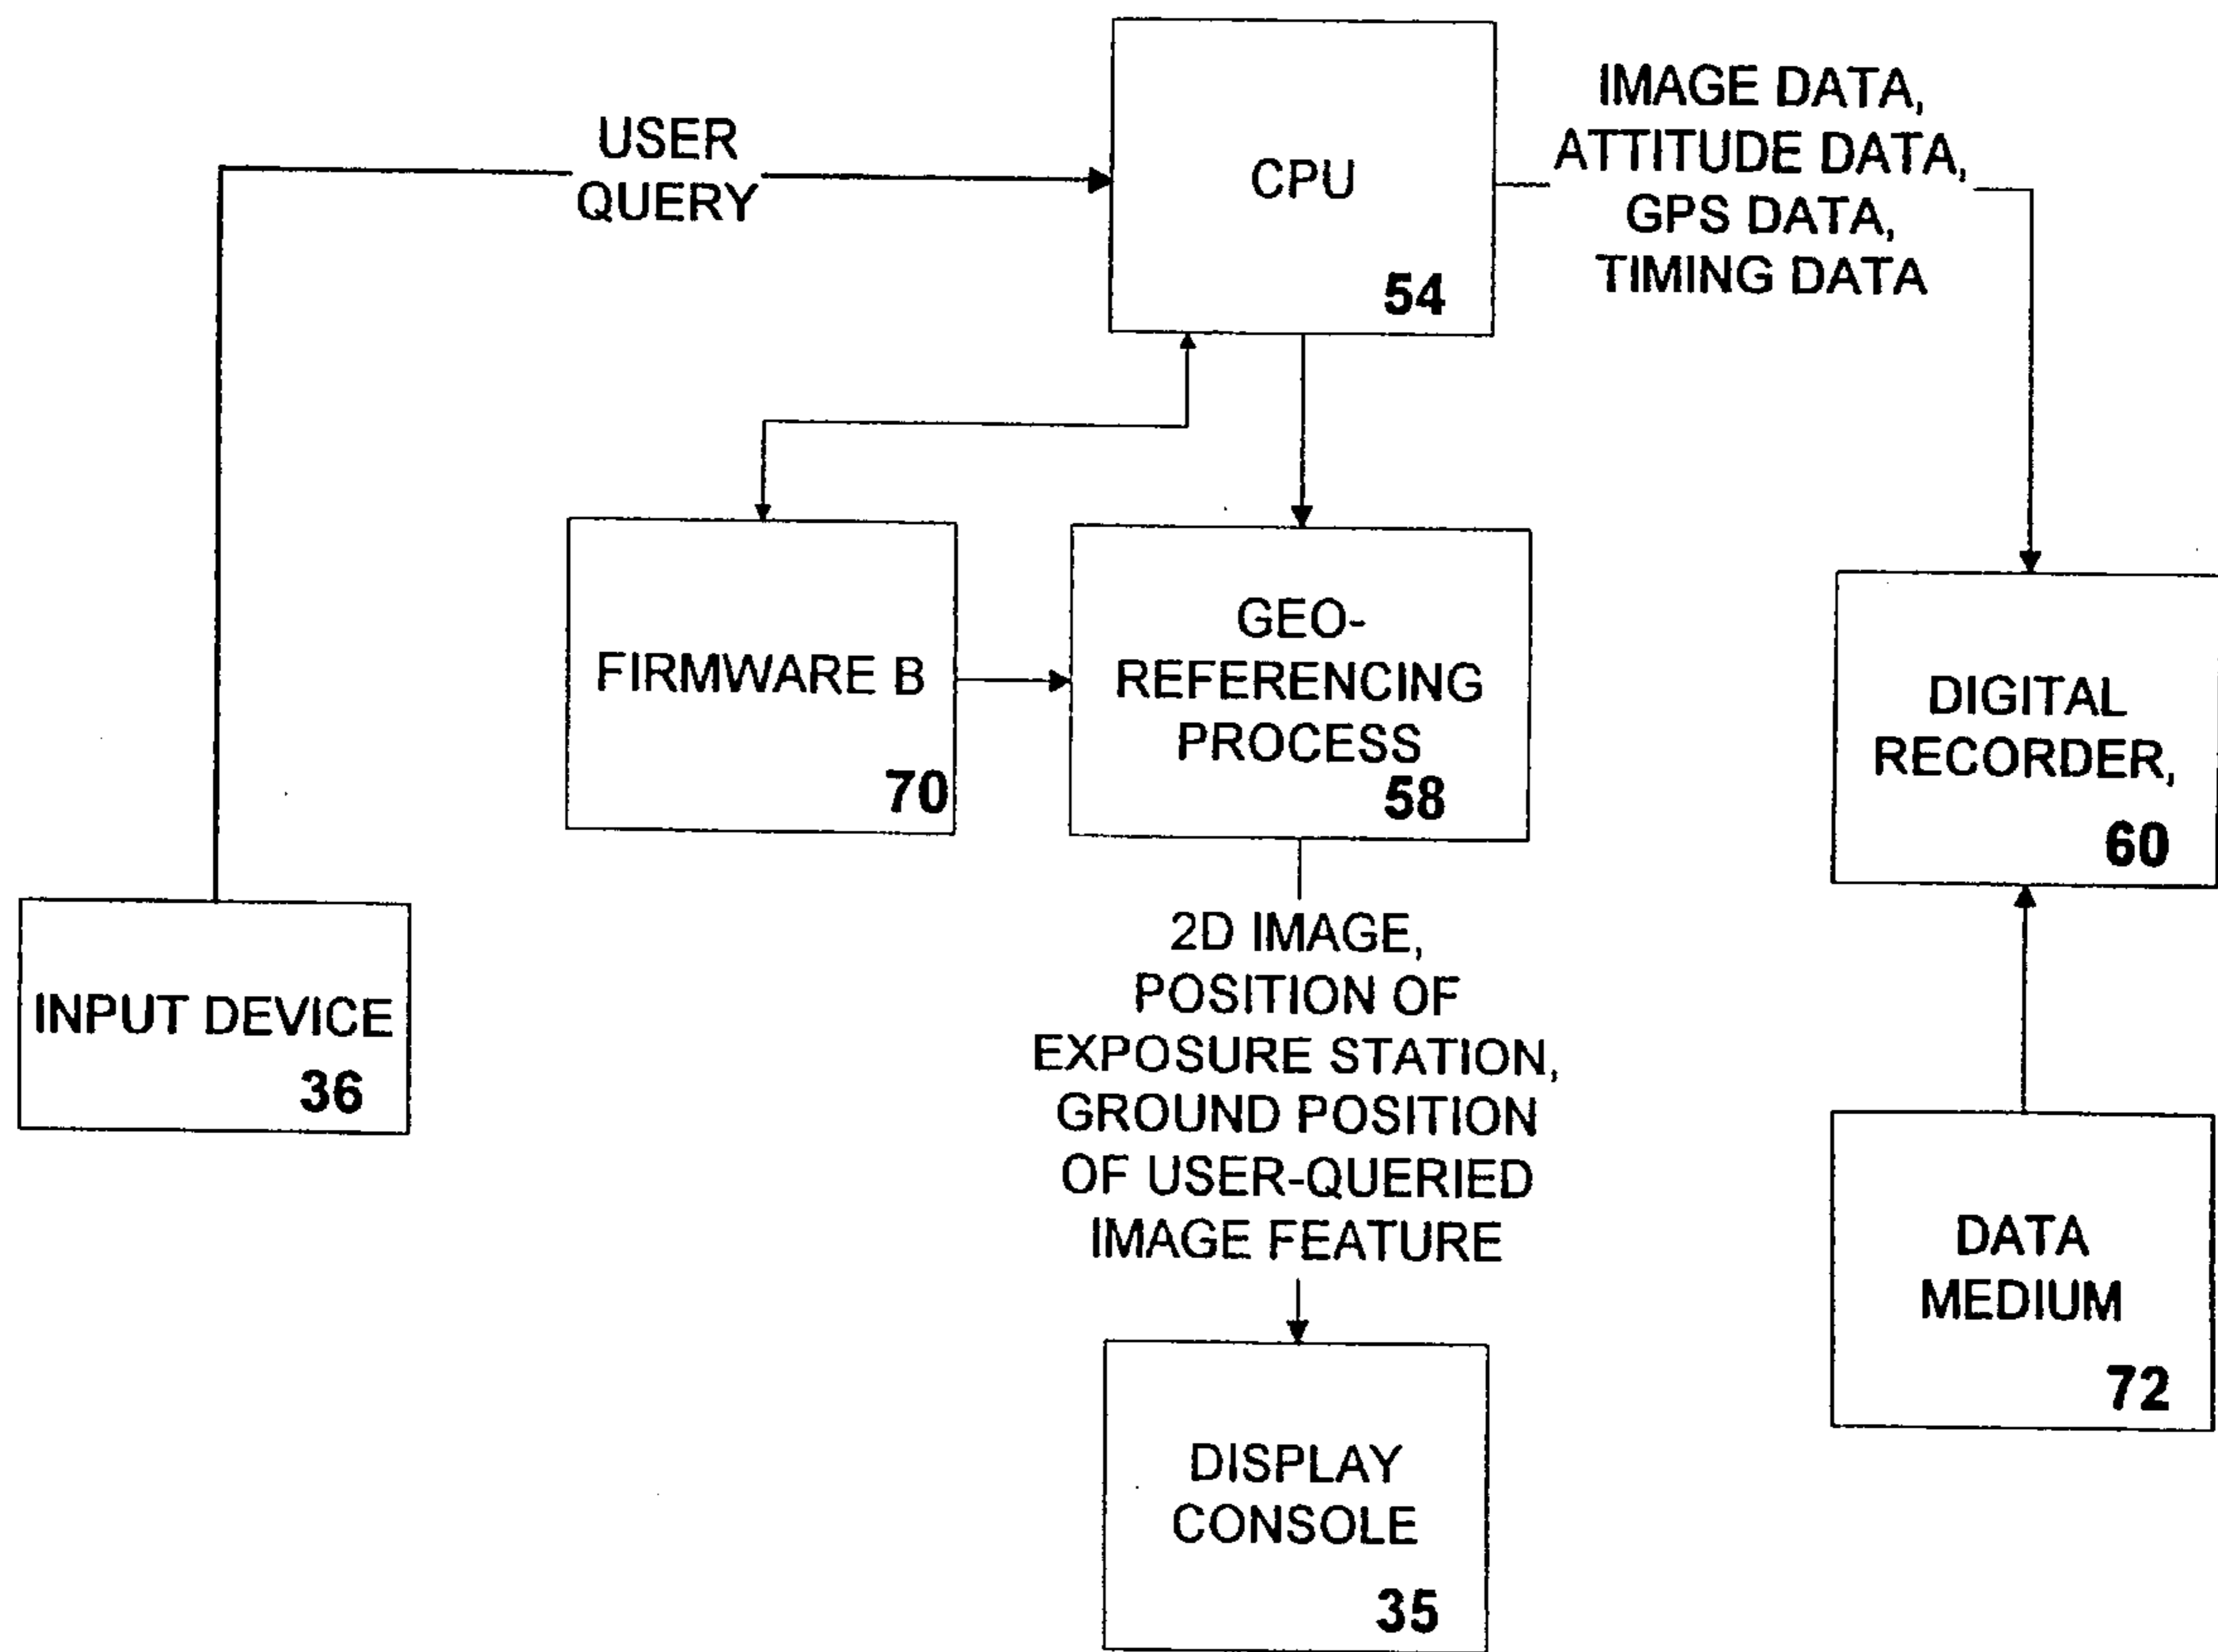 USER
QUERY
CPU
54
IMAGE DATA,
ATTITUDE DATA,
GPS DATA,
TIMING DATA
FIRMWARE B
70
GEO-
REFERENCING
PROCESS
58
DIGITAL
RECORDER,
60
INPUT DEVICE
36
2D IMAGE,
POSITION OF
EXPOSURE STATION,
GROUND POSITION
OF USER-QUERIED
IMAGE FEATURE
DATA
MEDIUM
72
DISPLAY
CONSOLE
35